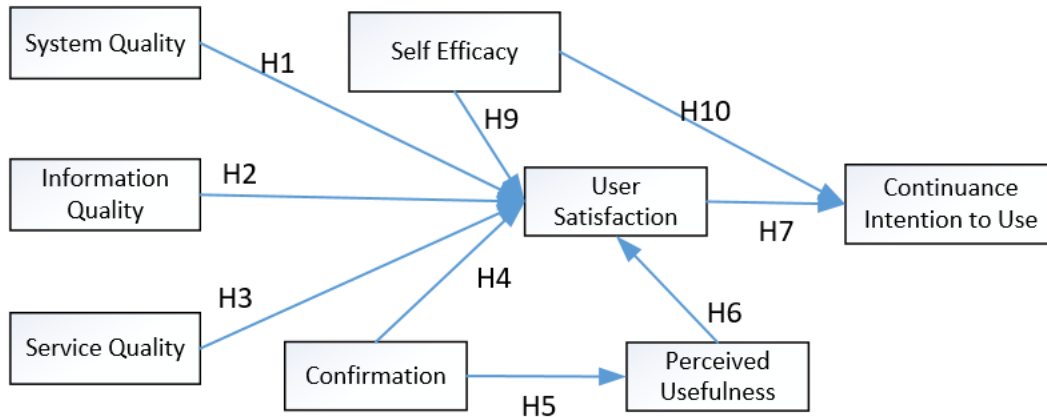 System Quality
Self Efficacy
H1
H10
H9
Information
Quality
H2
User
Satisfaction
Continuance
Intention to Use
H7
H4
H3
H6
Service Quality
Confirmation
Perceived
Usefulness
H5